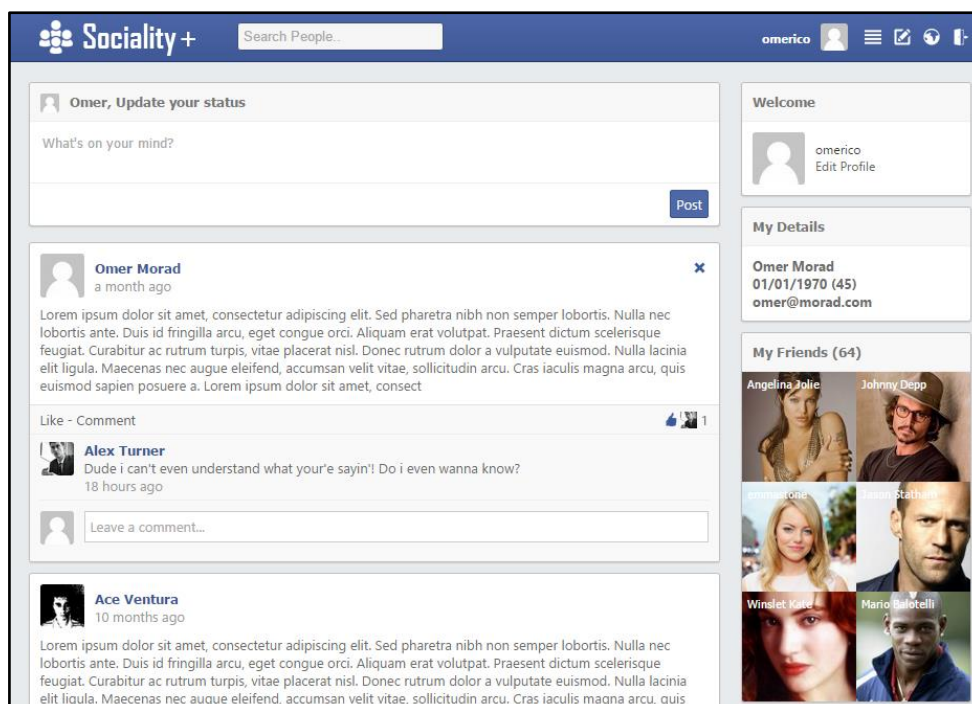 Sociality+
Search People..
omerico
Omer, Update your status
What's on your mind?
Post
Omer Morad
a month ago
Lorem ipsum dolor sit amet, consectetur adipiscing elit. Sed pharetra nibh non semper lobortis. Nulla nec
lobortis ante. Duis id fringilla arcu, eget congue orci. Aliquam erat volutpat. Praesent dictum scelerisque
feugiat. Curabitur ac rutrum turpis, vitae placerat nisl. Donec rutrum dolor a vulputate euismod. Nulla lacinia
elit ligula. Maecenas nec augue eleifend, accumsan velit vitae, sollicitudin arcu. Cras iaculis magna arcu, quis
euismod sapien posuere a. Lorem ipsum dolor sit amet, consect
Like - Comment
1
Alex Turner
Dude i can't even understand what your'e sayin'! Do i even wanna know?
18 hours ago
Leave a comment...
Ace Ventura
10 months ago
Lorem ipsum dolor sit amet, consectetur adipiscing elit. Sed pharetra nibh non semper lobortis. Nulla nec
lobortis ante. Duis id fringilla arcu, eget congue orci. Aliquam erat volutpat. Praesent dictum scelerisque
feugiat. Curabitur ac rutrum turpis, vitae placerat nisl. Donec rutrum dolor a vulputate euismod. Nulla lacinia
elit ligula. Maecenas nec augue eleifend, accumsan velit vitae, sollicitudin arcu. Cras iaculis magna arcu, quis
Welcome
omerico
Edit Profile
My Details
Omer Morad
01/01/1970 (45)
omer@morad.com
My Friends (64)
Angelina Jolie
Johnny Depp
emmastone
Jason Statham
Winslet Kate
Mario Balotelli